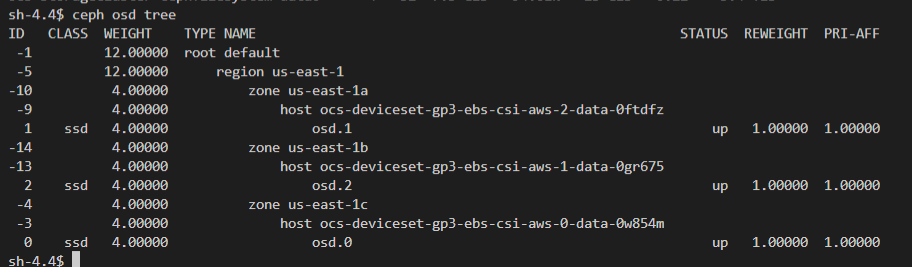 sh-4.4$ ceph osd tree
ID   CLASS  WEIGHT    TYPE NAME                                                     STATUS  REWEIGHT  PRI-AFF
 -1         12.00000  root default
 -5         12.00000      region us-east-1
-10          4.00000          zone us-east-1a
 -9          4.00000              host ocs-deviceset-gp3-ebs-csi-aws-2-data-0ftdfz
  1    ssd   4.00000                  osd.1                                             up   1.00000  1.00000
-14          4.00000          zone us-east-1b
-13          4.00000              host ocs-deviceset-gp3-ebs-csi-aws-1-data-0gr675
  2    ssd   4.00000                  osd.2                                             up   1.00000  1.00000
 -4          4.00000          zone us-east-1c
 -3          4.00000              host ocs-deviceset-gp3-ebs-csi-aws-0-data-0w854m
  0    ssd   4.00000                  osd.0                                             up   1.00000  1.00000
sh-4.4$